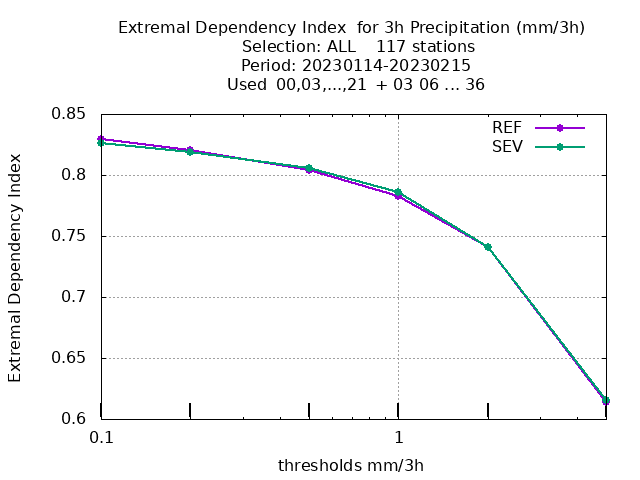 Extremal Dependency Index for 3h Precipitation (mm/3h)
Selection: ALL 117 stations
Period: 20230114-20230215
Used 00,03,...,21 + 03 06 ... 36
REF
SEV
0.85
0.8
0.75
0.7
0.65
0.6
Extremal Dependency Index
0.1
1
thresholds mm/3h